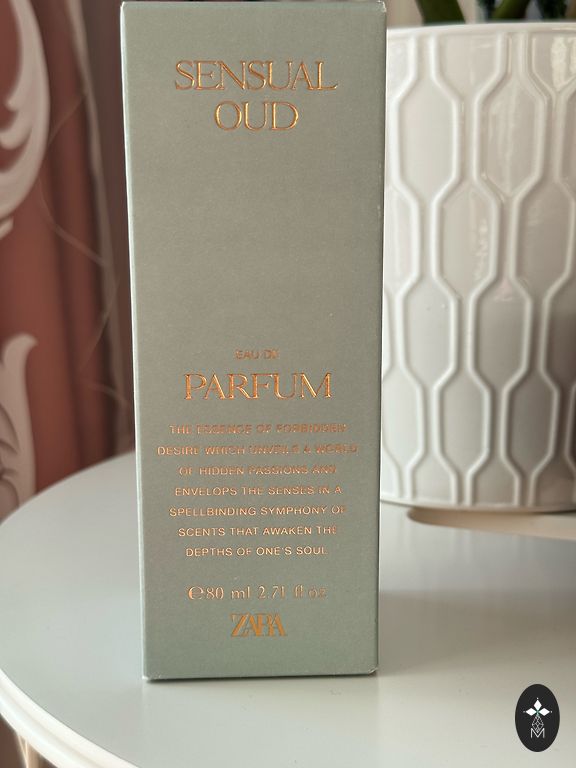 SENSUAL
OUD
EAU DE
PARFUM
THE ESSENCE OF FORBIDDEN
DESIRE WHICH UNVEILS A WORLD
OF HIDDEN PASSIONS AND
ENVELOPS THE SENSES IN A
SPELLBINDING SYMPHONY OF
SCENTS THAT AWAKEN THE
DEPTHS OF ONE'S SOUL
℮80 ml 2.71 fl oz
ZARA
M